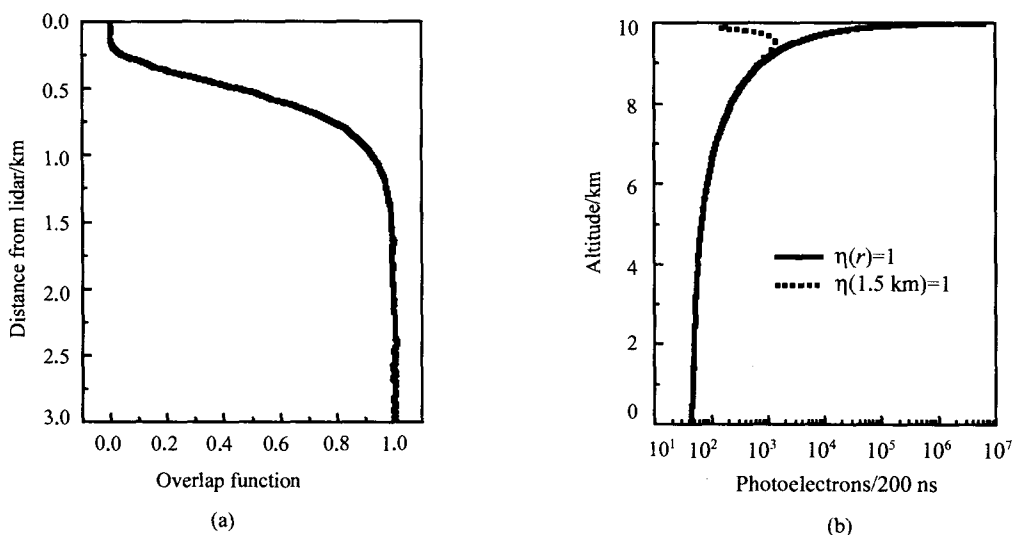 0.0
0.5
1.0
1.5
2.0
2.5
3.0
Distance from lidar/km
0.0 0.2 0.4 0.6 0.8 1.0
Overlap function
(a)
10
8
6
4
2
0
Altitude/km
η(r)=1
η(1.5 km)=1
10¹ 10² 10³ 10⁴ 10⁵ 10⁶ 10⁷
Photoelectrons/200 ns
(b)